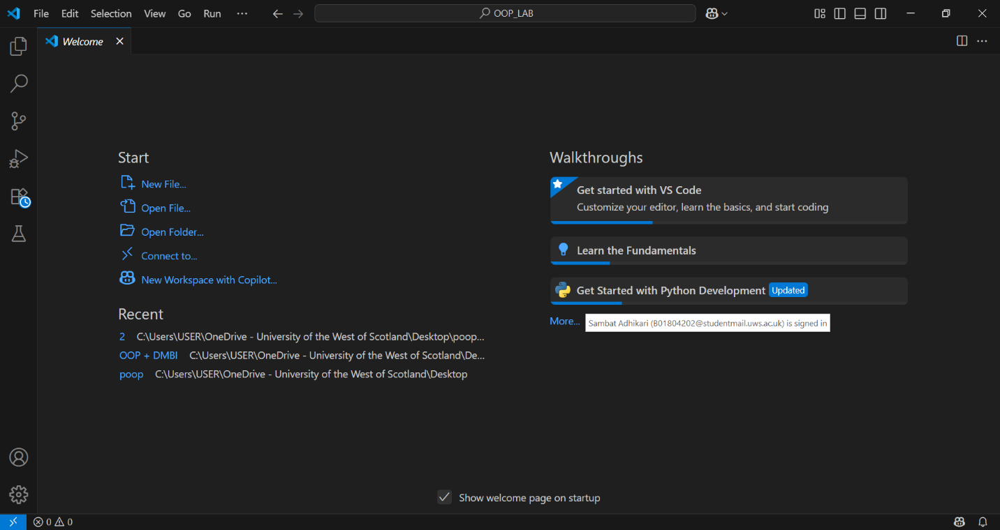 File Edit Selection View Go Run ··· OOP_LAB
Welcome
Start
New File...
Open File...
Open Folder...
Connect to...
New Workspace with Copilot...
Recent
2 C:\Users\USER\OneDrive - University of the West of Scotland\Desktop\poop...
OOP + DMBI C:\Users\USER\OneDrive - University of the West of Scotland\De...
poop C:\Users\USER\OneDrive - University of the West of Scotland\Desktop
Walkthroughs
Get started with VS Code
Customize your editor, learn the basics, and start coding
Learn the Fundamentals
Get Started with Python Development Updated
More...
Sambat Adhikari (B01804202@studentmail.uws.ac.uk) is signed in
Show welcome page on startup
0 0